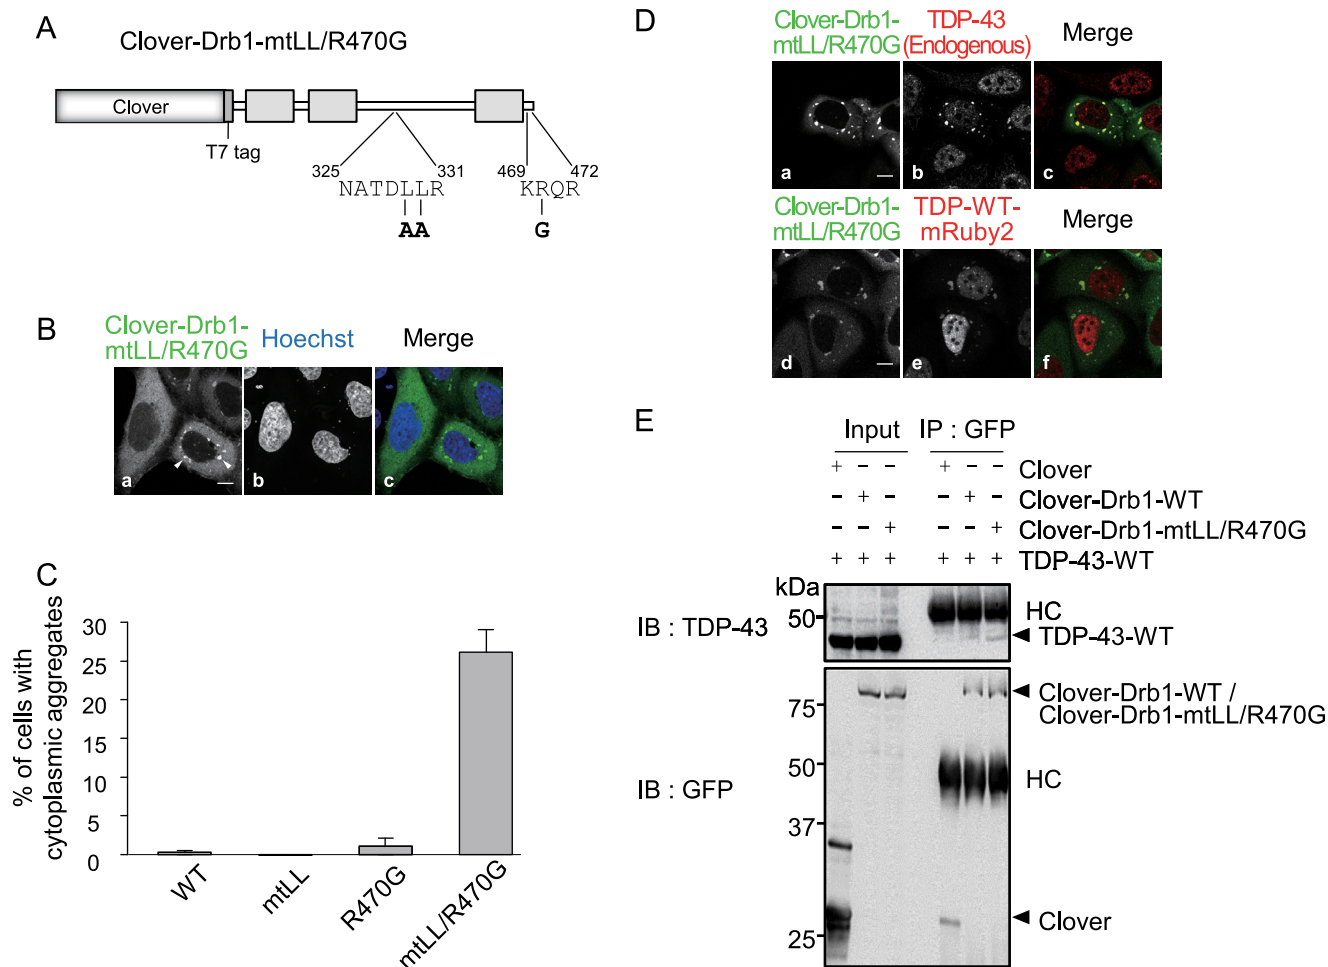 A
Clover-Drb1-mtLL/R470G
Clover
T7 tag
325 331 469 472
NATDLLR KRQR
AA G
B
Clover-Drb1-
mtLL/R470G
Hoechst
Merge
a b c
C
% of cells with
cytoplasmic aggregates
30
25
20
15
10
5
0
WT
mtLL
R470G
mtLL/R470G
D
Clover-Drb1-
mtLL/R470G
TDP-43
(Endogenous)
Merge
a b c
Clover-Drb1-
mtLL/R470G
TDP-WT-
mRuby2
Merge
d e f
E
Input IP : GFP
+ − − + − − Clover
− + − − + − Clover-Drb1-WT
− − + − − + Clover-Drb1-mtLL/R470G
+ + + + + + TDP-43-WT
kDa
IB : TDP-43
50
HC
TDP-43-WT
IB : GFP
75
50
37
25
Clover-Drb1-WT /
Clover-Drb1-mtLL/R470G
HC
Clover